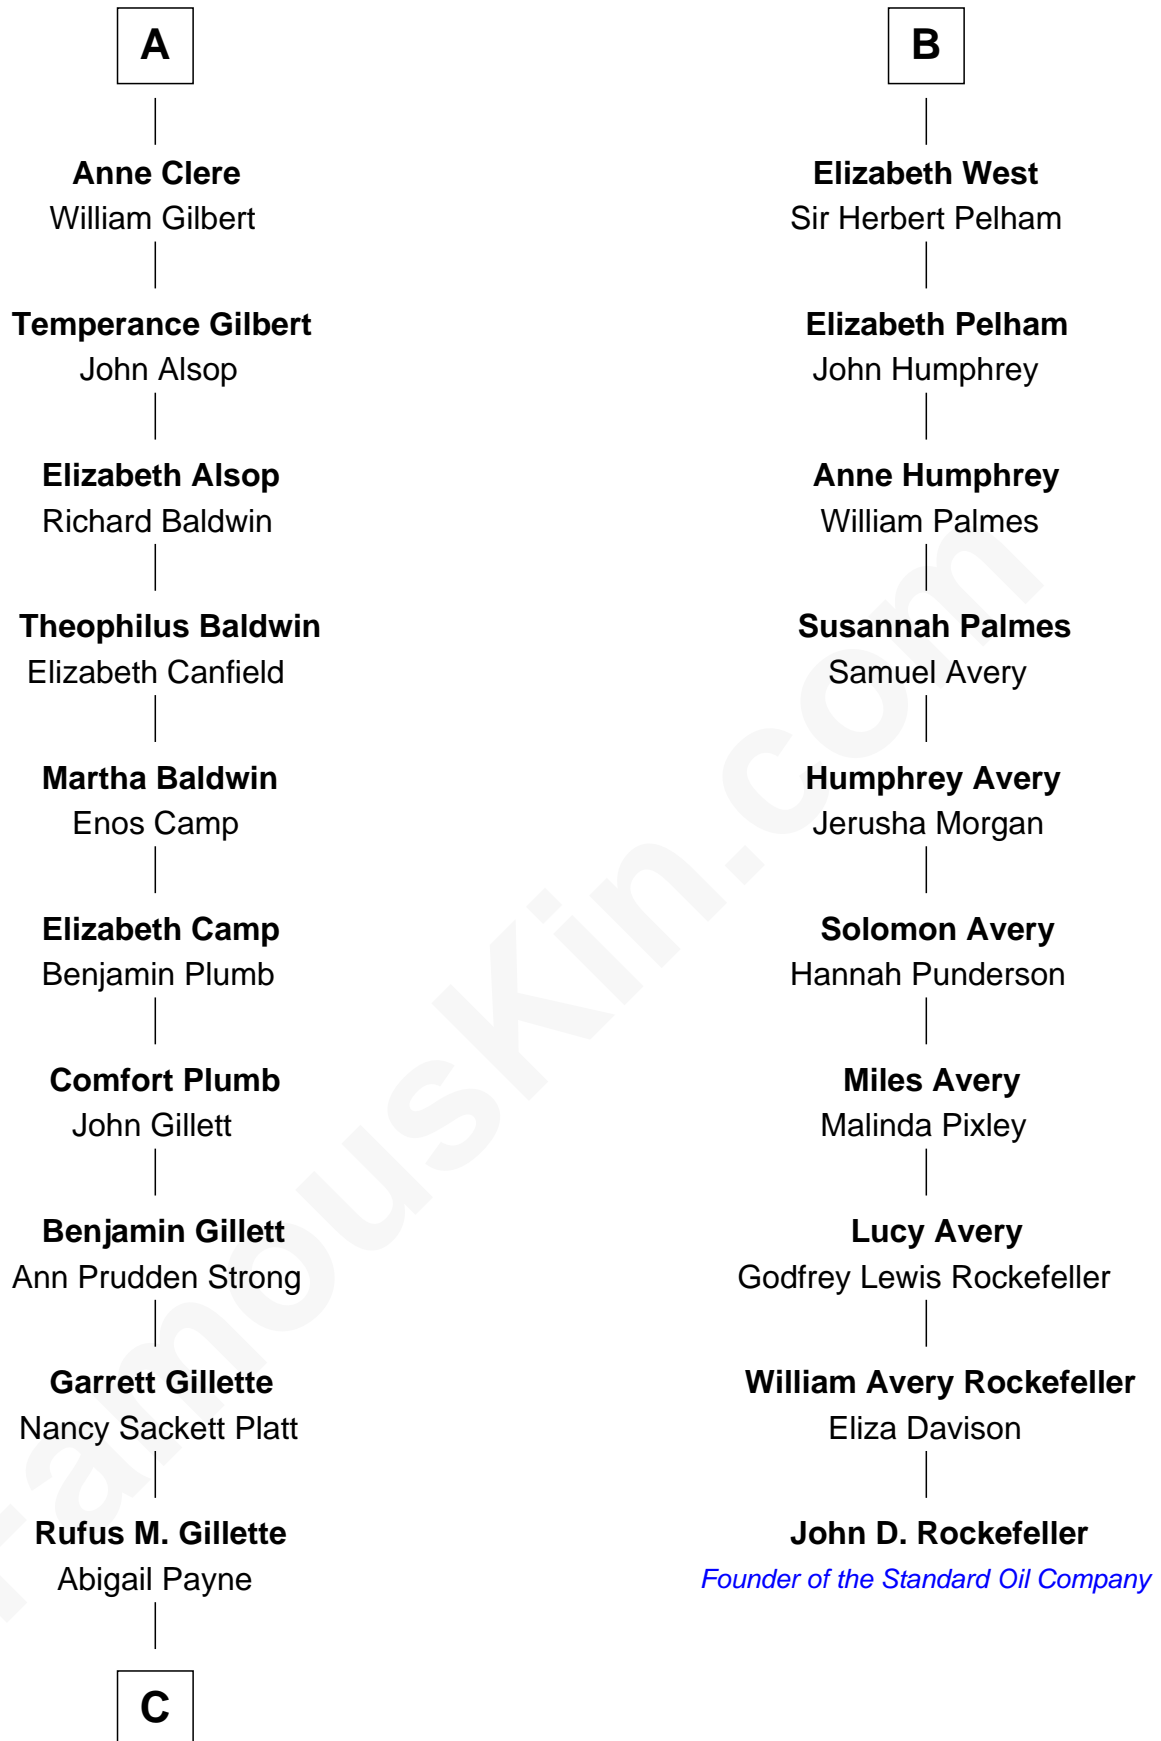 A
Anne Clere
William Gilbert
Temperance Gilbert
John Alsop
Elizabeth Alsop
Richard Baldwin
Theophilus Baldwin
Elizabeth Canfield
Martha Baldwin
Enos Camp
Elizabeth Camp
Benjamin Plumb
Comfort Plumb
John Gillett
Benjamin Gillett
Ann Prudden Strong
Garrett Gillette
Nancy Sackett Platt
Rufus M. Gillette
Abigail Payne
C
B
Elizabeth West
Sir Herbert Pelham
Elizabeth Pelham
John Humphrey
Anne Humphrey
William Palmes
Susannah Palmes
Samuel Avery
Humphrey Avery
Jerusha Morgan
Solomon Avery
Hannah Punderson
Miles Avery
Malinda Pixley
Lucy Avery
Godfrey Lewis Rockefeller
William Avery Rockefeller
Eliza Davison
John D. Rockefeller
Founder of the Standard Oil Company
FamousKin.com